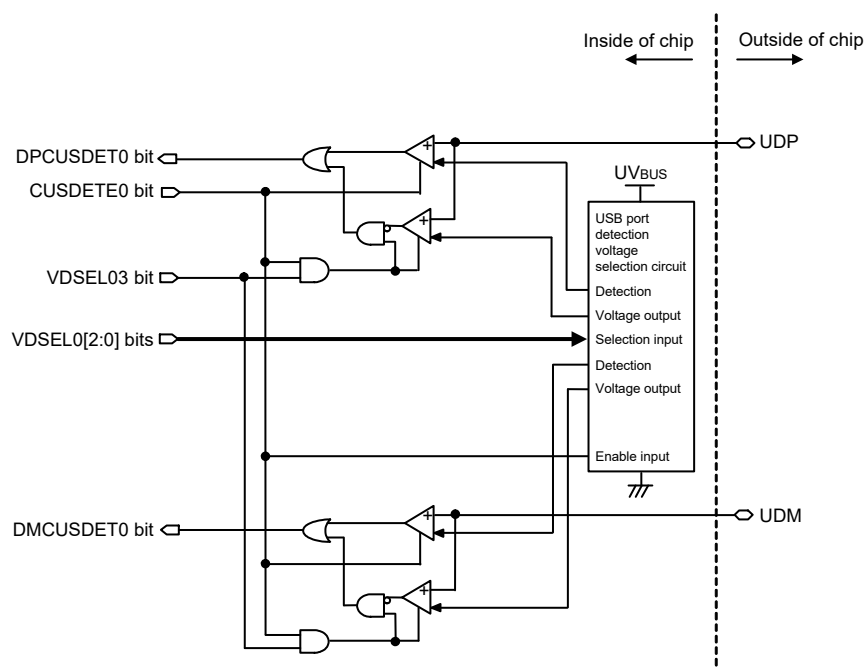 Inside of chip
Outside of chip
UDP
DPCUSDET0 bit
+
UVBUS
CUSDETE0 bit
USB port
detection
voltage
selection circuit
+
VDSEL03 bit
Detection
Voltage output
VDSEL0[2:0] bits
Selection input
Detection
Voltage output
Enable input
+
UDM
DMCUSDET0 bit
+